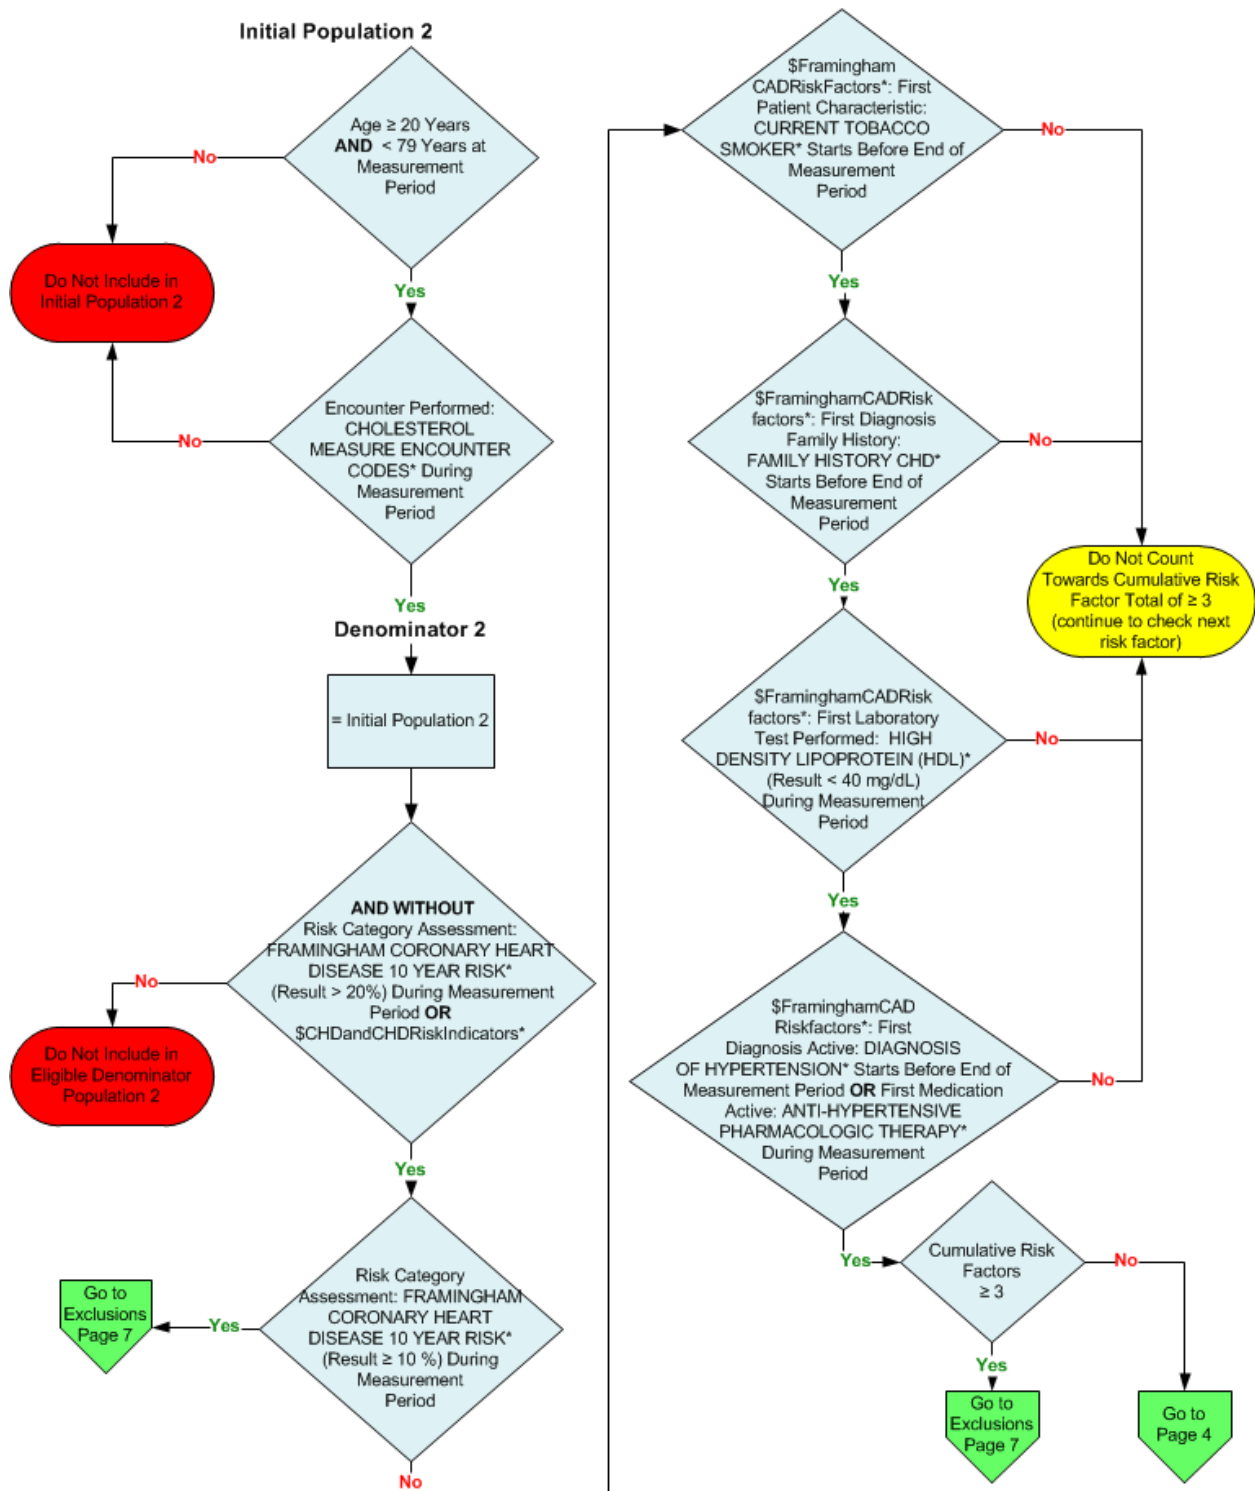 Initial Population 2
Age ≥ 20 Years
AND < 79 Years at
Measurement
Period
No
Do Not Include in
Initial Population 2
Yes
Encounter Performed:
CHOLESTEROL
MEASURE ENCOUNTER
CODES* During
Measurement
Period
No
Yes
Denominator 2
= Initial Population 2
AND WITHOUT
Risk Category Assessment:
FRAMINGHAM CORONARY HEART
DISEASE 10 YEAR RISK*
(Result > 20%) During Measurement
Period OR
$CHDandCHDRiskIndicators*
No
Do Not Include in
Eligible Denominator
Population 2
Yes
Risk Category
Assessment: FRAMINGHAM
CORONARY HEART
DISEASE 10 YEAR RISK*
(Result ≥ 10 %) During
Measurement
Period
Yes
Go to
Exclusions
Page 7
No
$Framingham
CADRiskFactors*: First
Patient Characteristic:
CURRENT TOBACCO
SMOKER* Starts Before End of
Measurement
Period
No
Yes
$FraminghamCADRisk
factors*: First Diagnosis
Family History:
FAMILY HISTORY CHD*
Starts Before End of
Measurement
Period
No
Do Not Count
Towards Cumulative Risk
Factor Total of ≥ 3
(continue to check next
risk factor)
Yes
$FraminghamCADRisk
factors*: First Laboratory
Test Performed: HIGH
DENSITY LIPOPROTEIN (HDL)*
(Result < 40 mg/dL)
During Measurement
Period
No
Yes
$FraminghamCAD
Riskfactors*: First
Diagnosis Active: DIAGNOSIS
OF HYPERTENSION* Starts Before End of
Measurement Period OR First Medication
Active: ANTI-HYPERTENSIVE
PHARMACOLOGIC THERAPY*
During Measurement
Period
No
Yes
Cumulative Risk
Factors
≥ 3
No
Yes
Go to
Exclusions
Page 7
Go to
Page 4